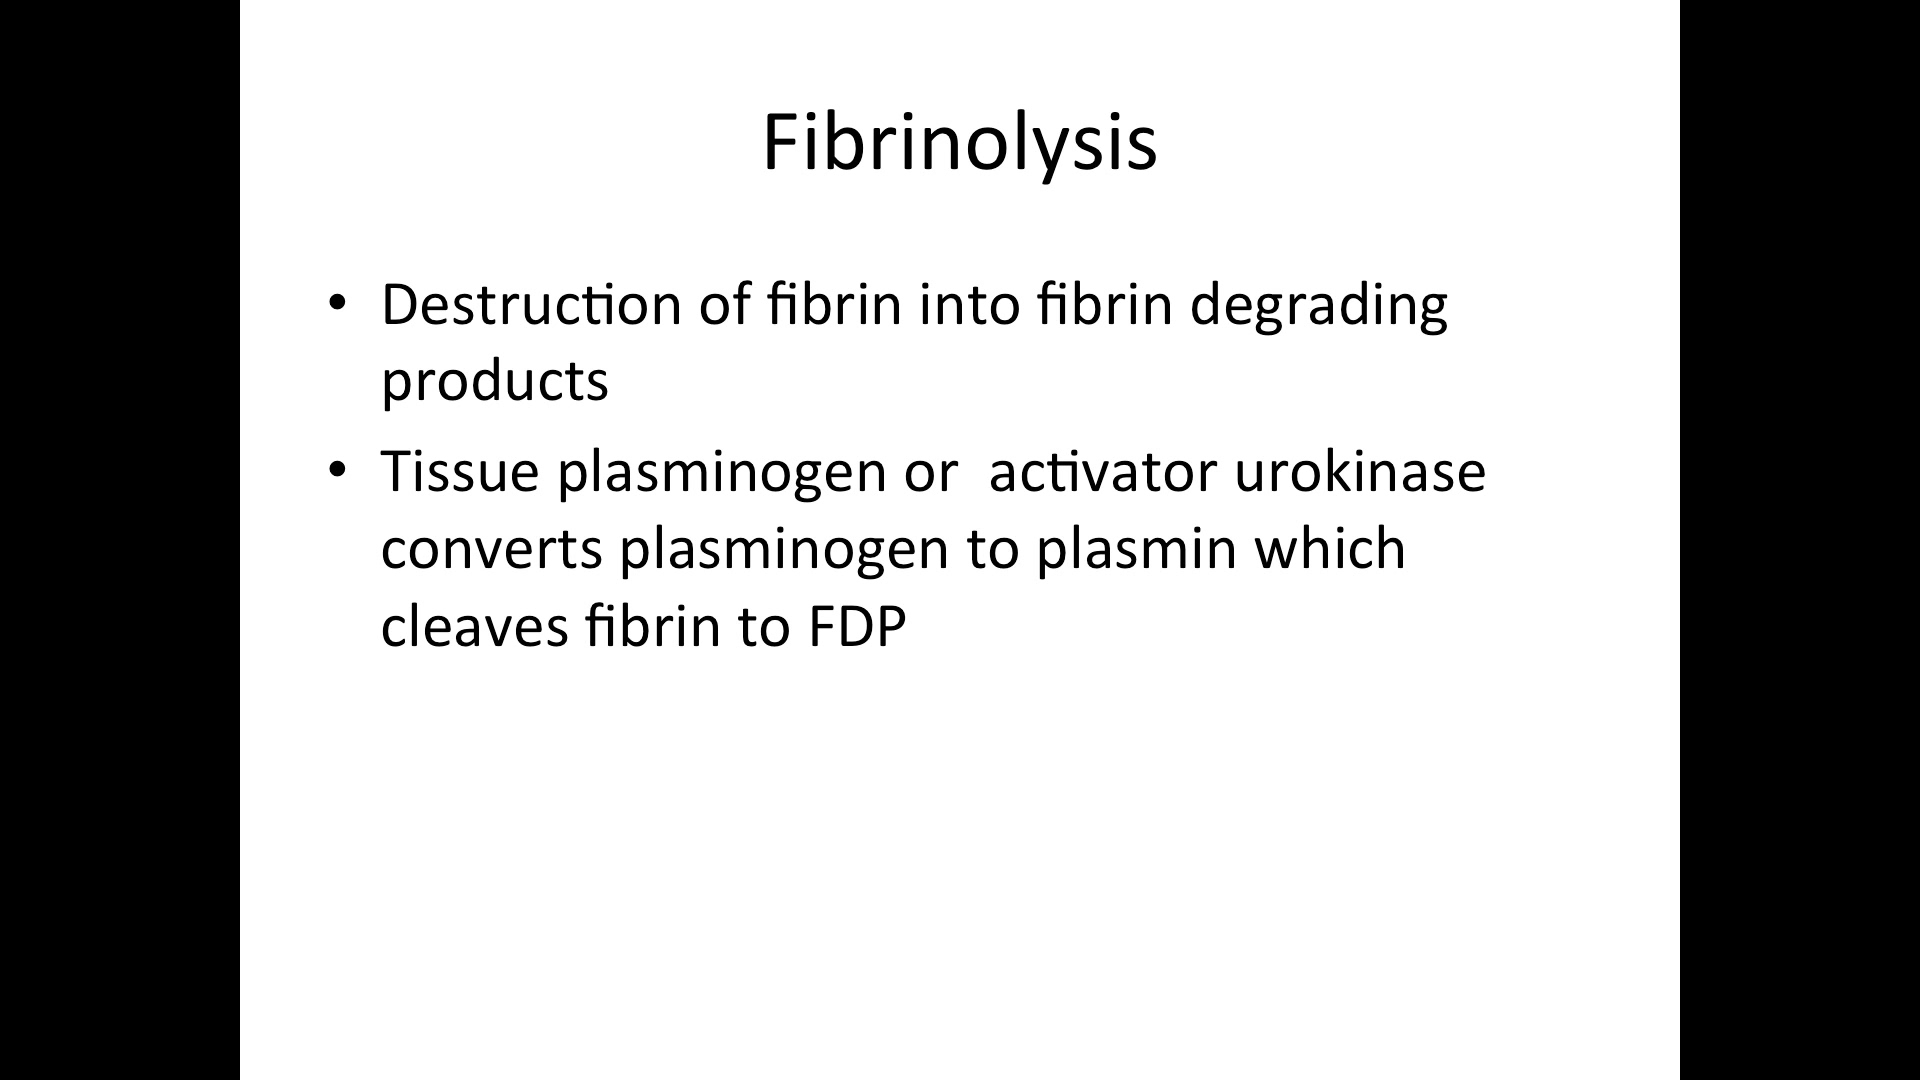 Fibrinolysis
• Destruction of fibrin into fibrin degrading
products
• Tissue plasminogen or  activator urokinase
converts plasminogen to plasmin which
cleaves fibrin to FDP